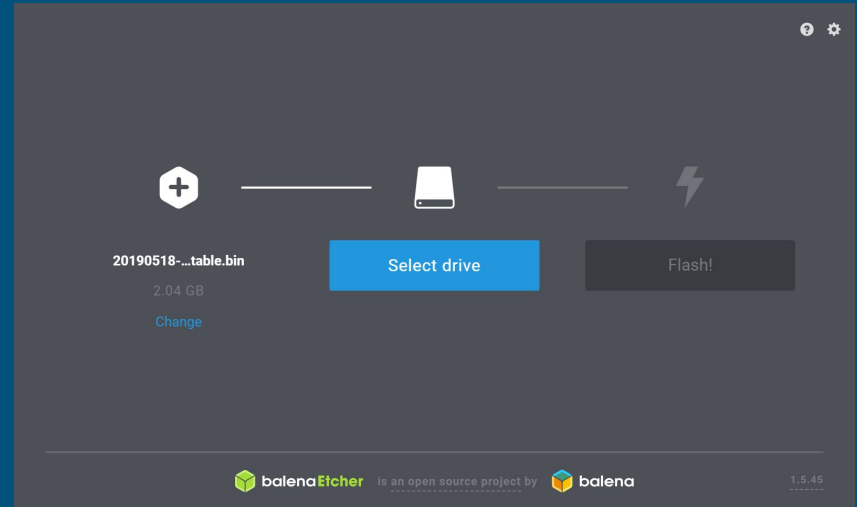 20190518-...table.bin
2.04 GB
Change
Select drive
Flash!
balenaEtcher is an open source project by balena
1.5.45